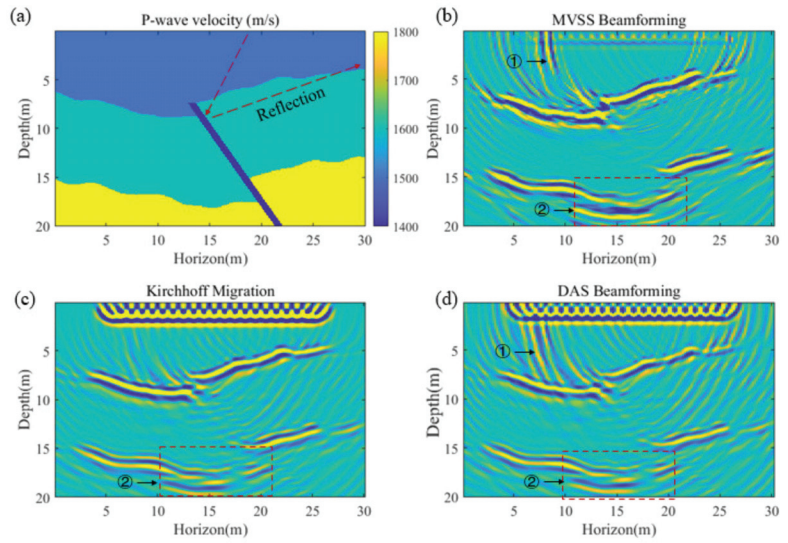 (a)
P-wave velocity (m/s)
Reflection
Depth(m)
5
10
15
20
5
10
15
20
25
30
Horizon(m)
1800
1700
1600
1500
1400
(b)
MVSS Beamforming
①
②
Depth(m)
5
10
15
20
5
10
15
20
25
30
Horizon(m)
(c)
Kirchhoff Migration
②
Depth(m)
5
10
15
20
5
10
15
20
25
30
Horizon(m)
(d)
DAS Beamforming
①
②
Depth(m)
5
10
15
20
5
10
15
20
25
30
Horizon(m)